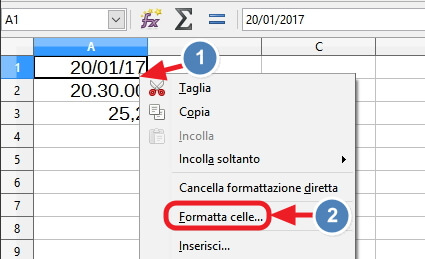 A1 20/01/2017
A C
1 20/01/17 1
2 20.30.00
3 25,2
4
5
6
7
8
9
Taglia
Copia
Incolla
Incolla soltanto
Cancella formattazione diretta
Formatta celle... 2
Inserisci...